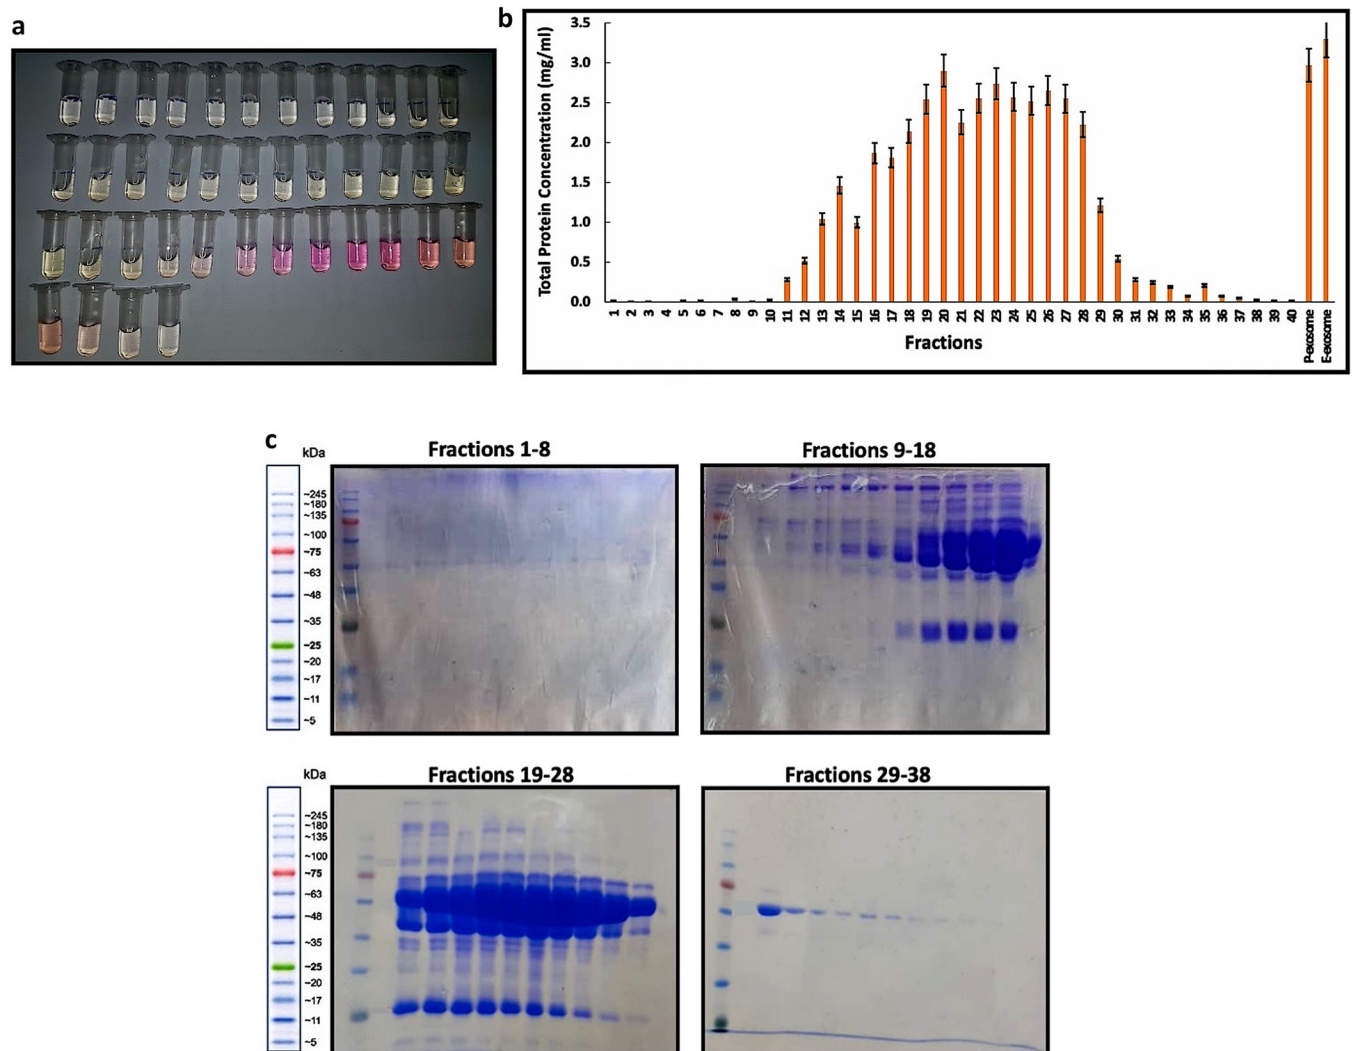 a
b
Total Protein Concentration (mg/ml)
3.5
3.0
2.5
2.0
1.5
1.0
0.5
0.0
1 2 3 4 5 6 7 8 9 10 11 12 13 14 15 16 17 18 19 20 21 22 23 24 25 26 27 28 29 30 31 32 33 34 35 36 37 38 39 40 P-exosome E-exosome
Fractions
c
kDa
~245
~180
~135
~100
~75
~63
~48
~35
~25
~20
~17
~11
~5
Fractions 1-8
Fractions 9-18
kDa
~245
~180
~135
~100
~75
~63
~48
~35
~25
~20
~17
~11
~5
Fractions 19-28
Fractions 29-38